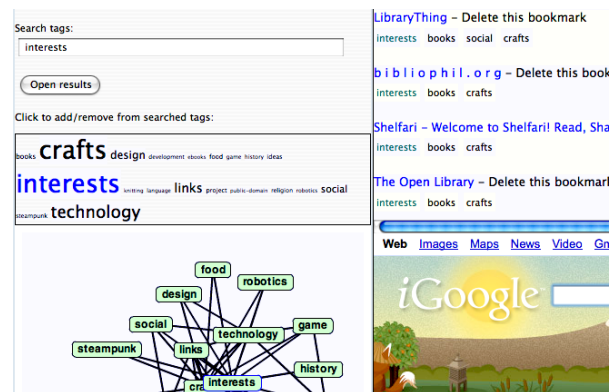 Search tags:
interests
Open results
Click to add/remove from searched tags:
books crafts design development ebooks food game history ideas
interests knitting language links project public-domain religion robotics social
steampunk technology
food
robotics
design
social
technology
game
steampunk
links
history
interests
LibraryThing – Delete this bookmark
interests books social crafts
bibliophil.org – Delete this book
interests books crafts
Shelfari – Welcome to Shelfari! Read, Sha
interests books crafts
The Open Library – Delete this bookmark
interests books crafts
Web Images Maps News Video Gm
iGoogle